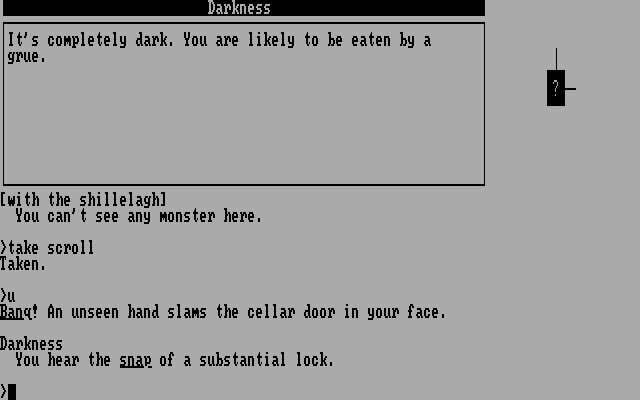 Darkness
It's completely dark. You are likely to be eaten by a
grue.
?
[with the shillelagh]
You can't see any monster here.
>take scroll
Taken.
>u
Bang! An unseen hand slams the cellar door in your face.
Darkness
You hear the snap of a substantial lock.
>